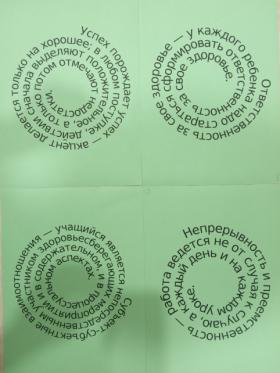 Успех порождает успех — акцент делается только на хорошее; в любом поступке, действии сначала выделяют положительное, а только потом отмечают недостатки.
Ответственность за свое здоровье — у каждого ребенка надо стараться сформировать ответственность за свое здоровье.
Субъект-субъектные взаимоотношения — учащийся является непосредственным участником здоровьесберегающих мероприятий и в содержательном, и в процессуальном аспектах.
Непрерывность и преемственность — работа ведется не от случая к случаю, а каждый день и на каждом уроке.